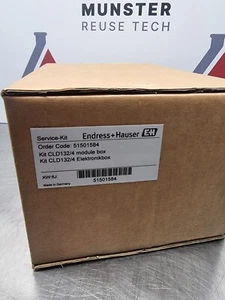 MUNSTER
REUSE TECH
Service-Kit Endress+Hauser EH
Order Code: 51501584
Kit CLD132/4 module box
Kit CLD132/4 Elektronikbox
Made in Germany
51501584